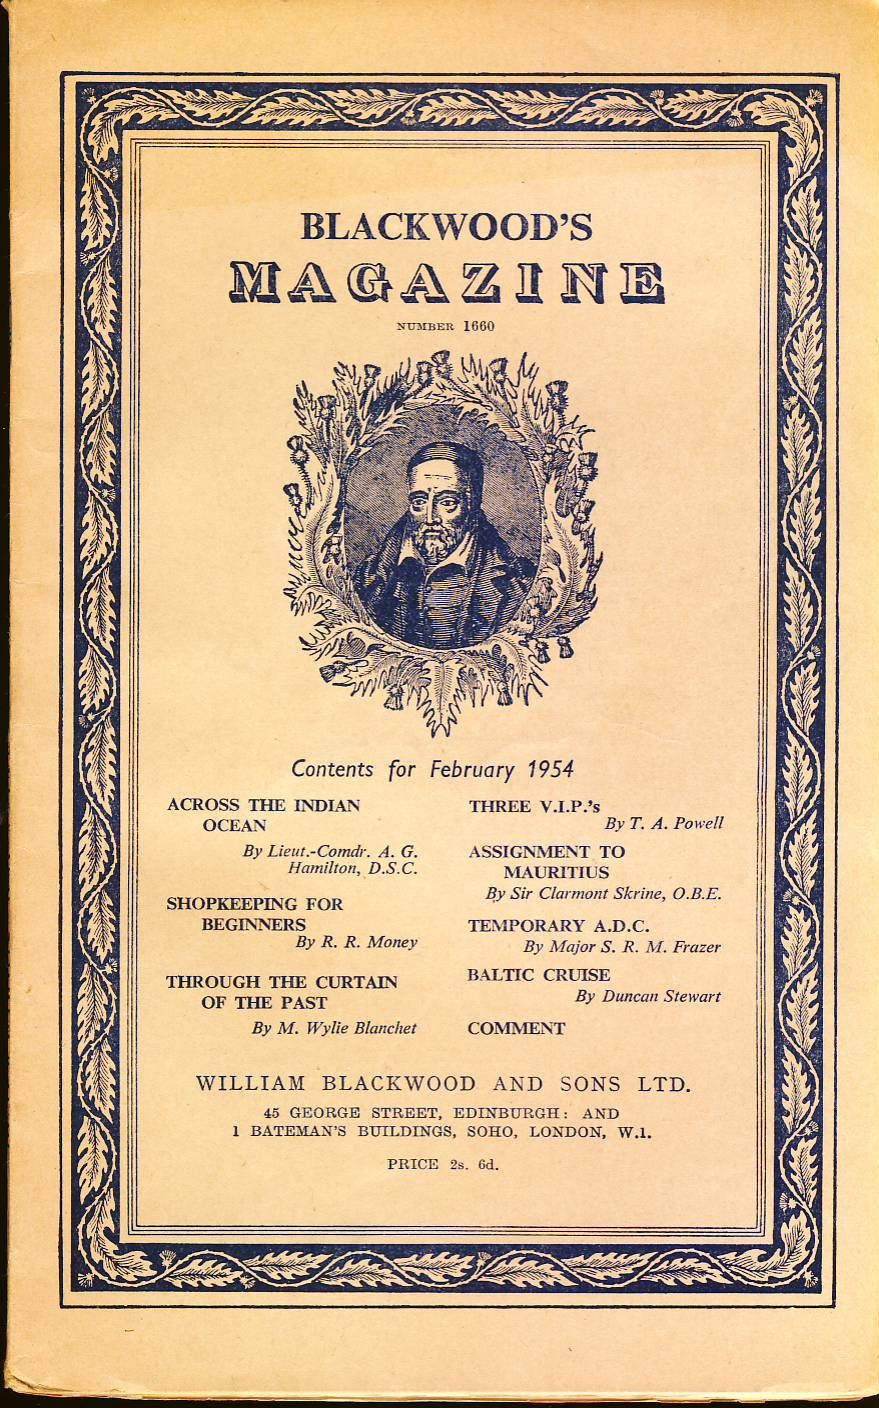 BLACKWOOD'S
MAGAZINE
NUMBER 1660
Contents for February 1954
ACROSS THE INDIAN
OCEAN
By Lieut.-Comdr. A. G.
Hamilton, D.S.C.
SHOPKEEPING FOR
BEGINNERS
By R. R. Money
THROUGH THE CURTAIN
OF THE PAST
By M. Wylie Blanchet
THREE V.I.P.'s
By T. A. Powell
ASSIGNMENT TO
MAURITIUS
By Sir Clarmont Skrine, O.B.E.
TEMPORARY A.D.C.
By Major S. R. M. Frazer
BALTIC CRUISE
By Duncan Stewart
COMMENT
WILLIAM BLACKWOOD AND SONS LTD.
45 GEORGE STREET, EDINBURGH: AND
1 BATEMAN'S BUILDINGS, SOHO, LONDON, W.1.
PRICE 2s. 6d.